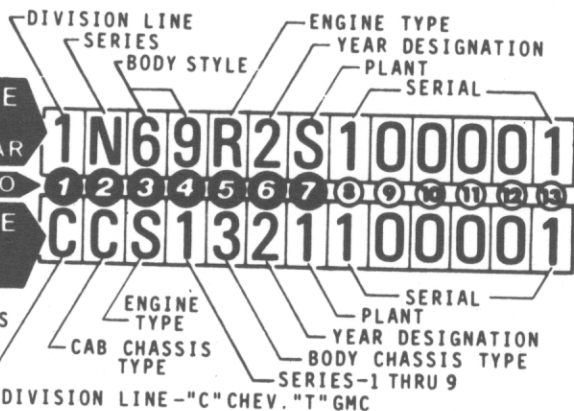 DIVISION LINE
SERIES
BODY STYLE
ENGINE TYPE
YEAR DESIGNATION
PLANT
SERIAL
E
AR
1N69R2S100001
O 1 2 3 4 5 6 7 8 9 10 11 12 13
E
CCS1321100001
S
ENGINE TYPE
CAB CHASSIS TYPE
SERIAL
PLANT
YEAR DESIGNATION
BODY CHASSIS TYPE
SERIES-1 THRU 9
DIVISION LINE-"C" CHEV. "T" GMC